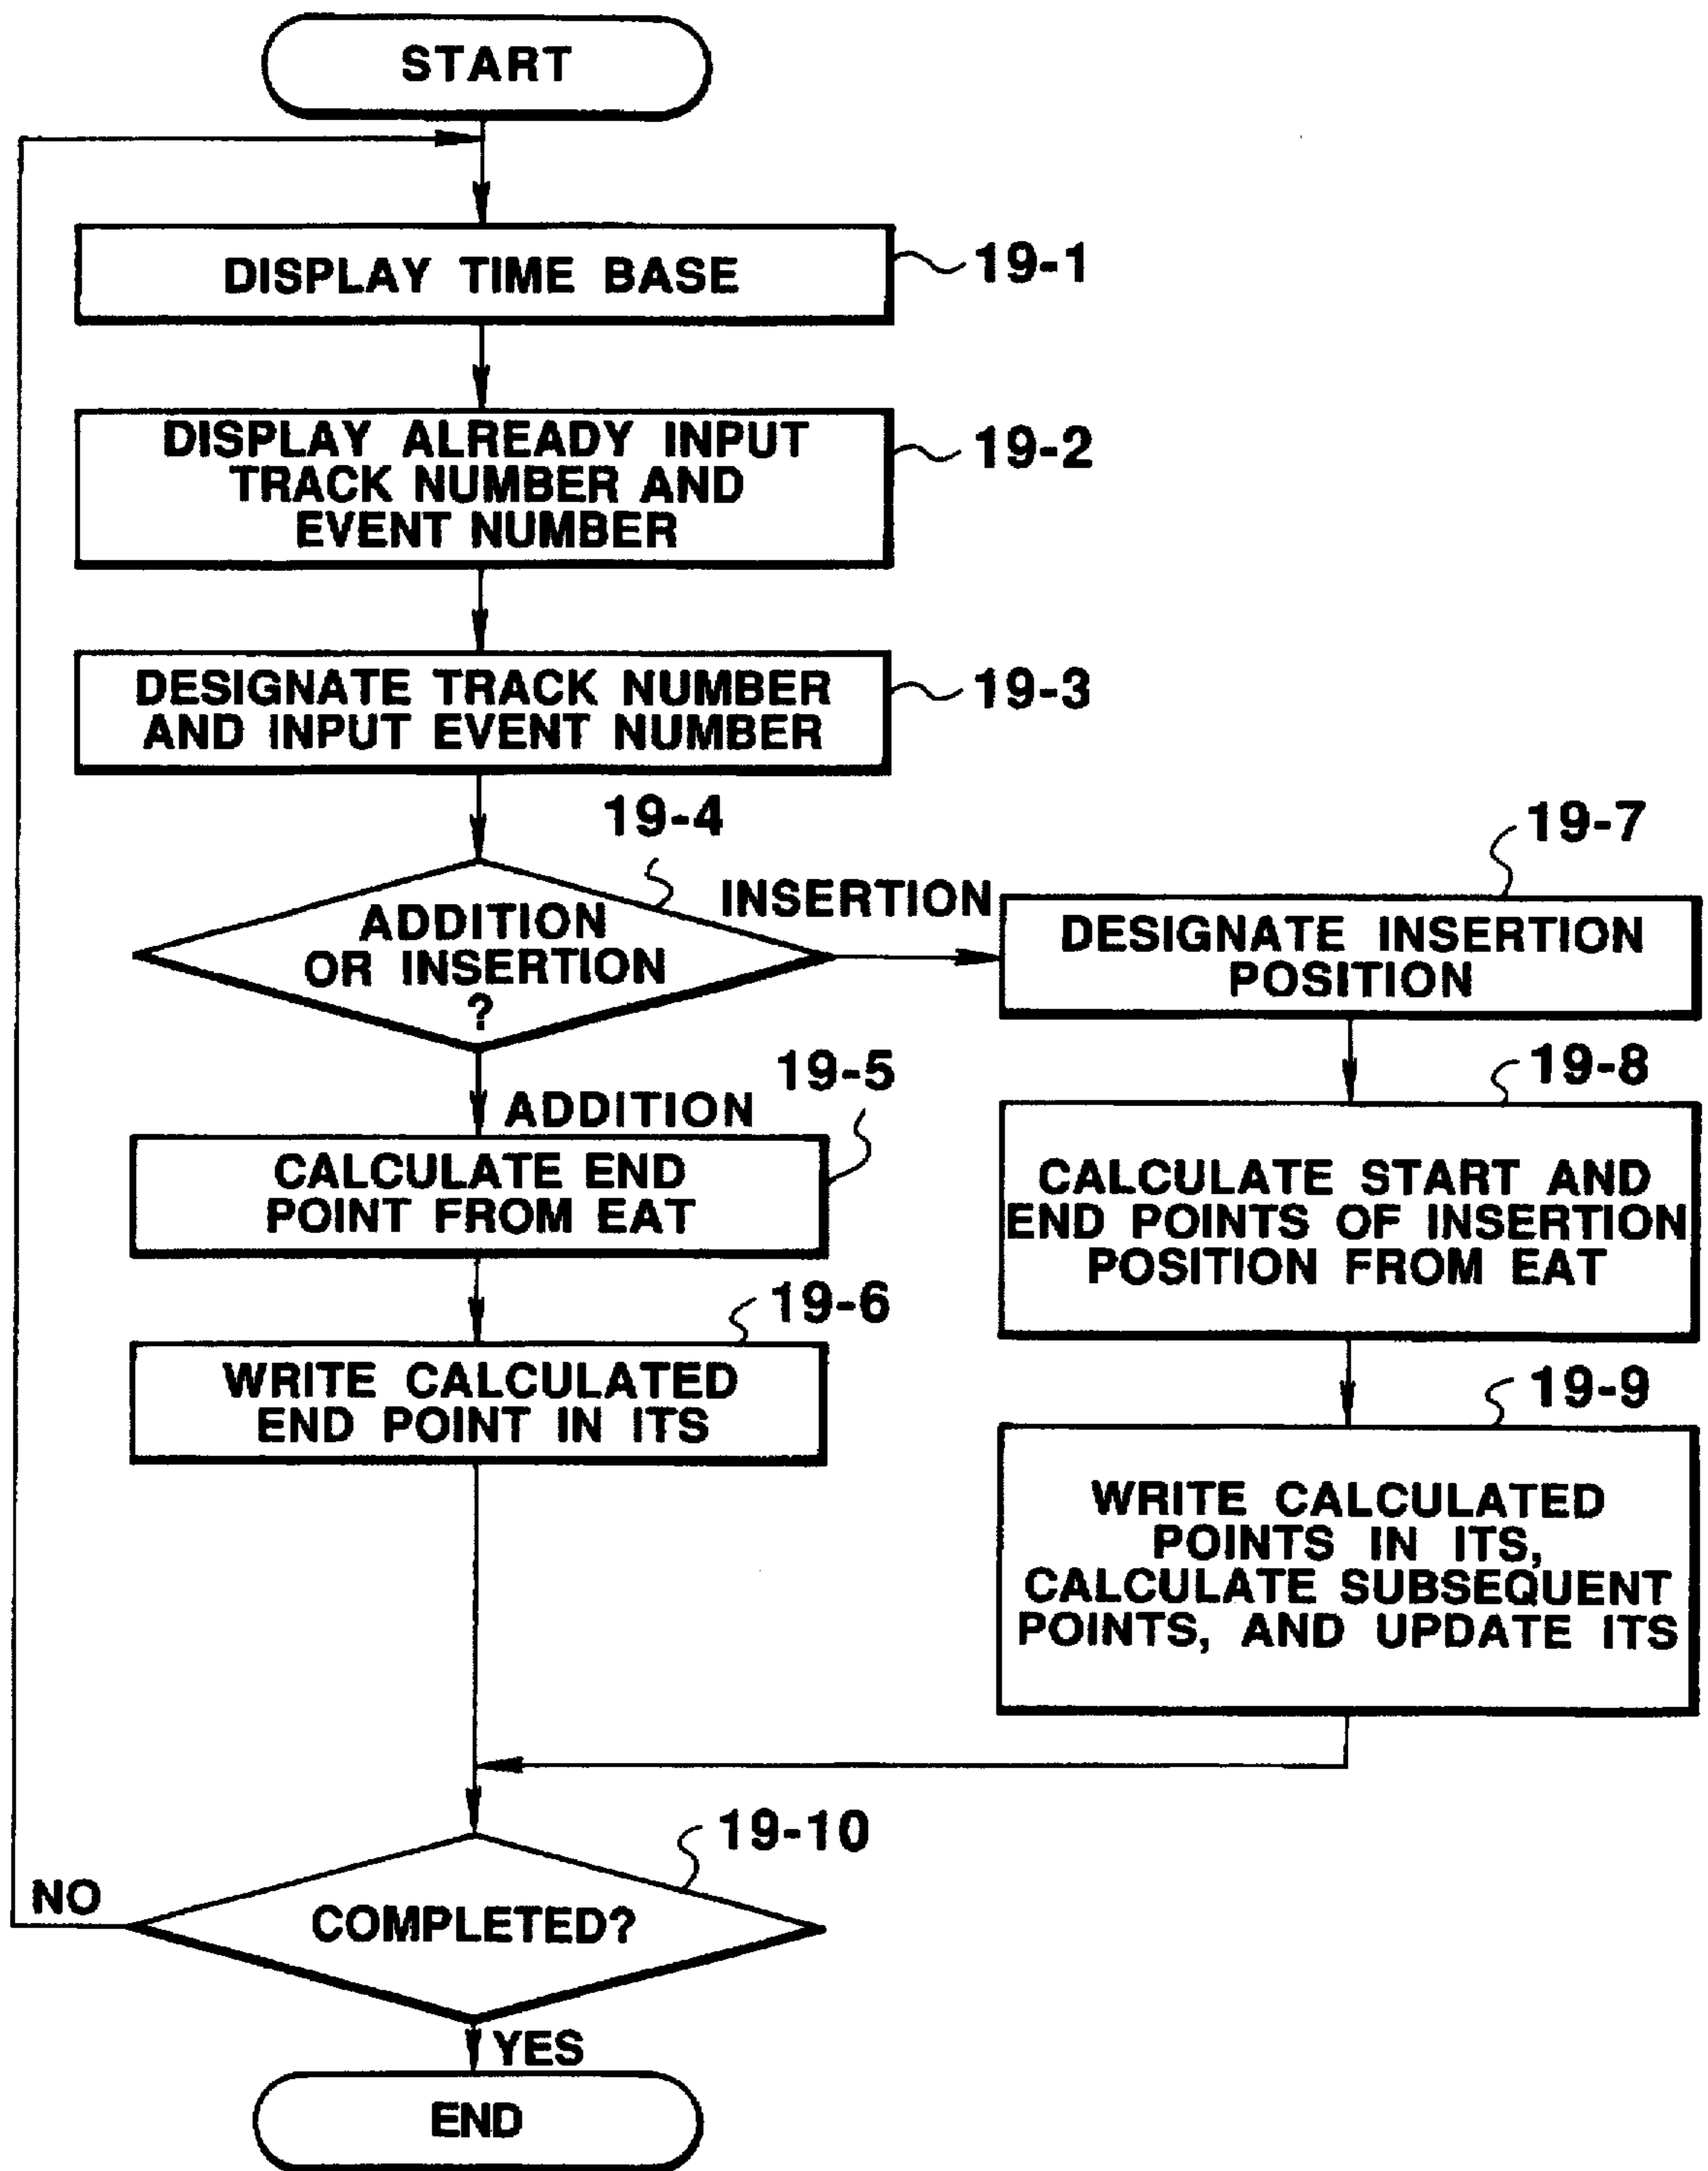 START
DISPLAY TIME BASE
19-1
DISPLAY ALREADY INPUT
TRACK NUMBER AND
EVENT NUMBER
19-2
DESIGNATE TRACK NUMBER
AND INPUT EVENT NUMBER
19-3
19-4
ADDITION
OR INSERTION
?
INSERTION
ADDITION
19-5
CALCULATE END
POINT FROM EAT
19-6
WRITE CALCULATED
END POINT IN ITS
19-7
DESIGNATE INSERTION
POSITION
19-8
CALCULATE START AND
END POINTS OF INSERTION
POSITION FROM EAT
19-9
WRITE CALCULATED
POINTS IN ITS,
CALCULATE SUBSEQUENT
POINTS, AND UPDATE ITS
19-10
COMPLETED?
NO
YES
END